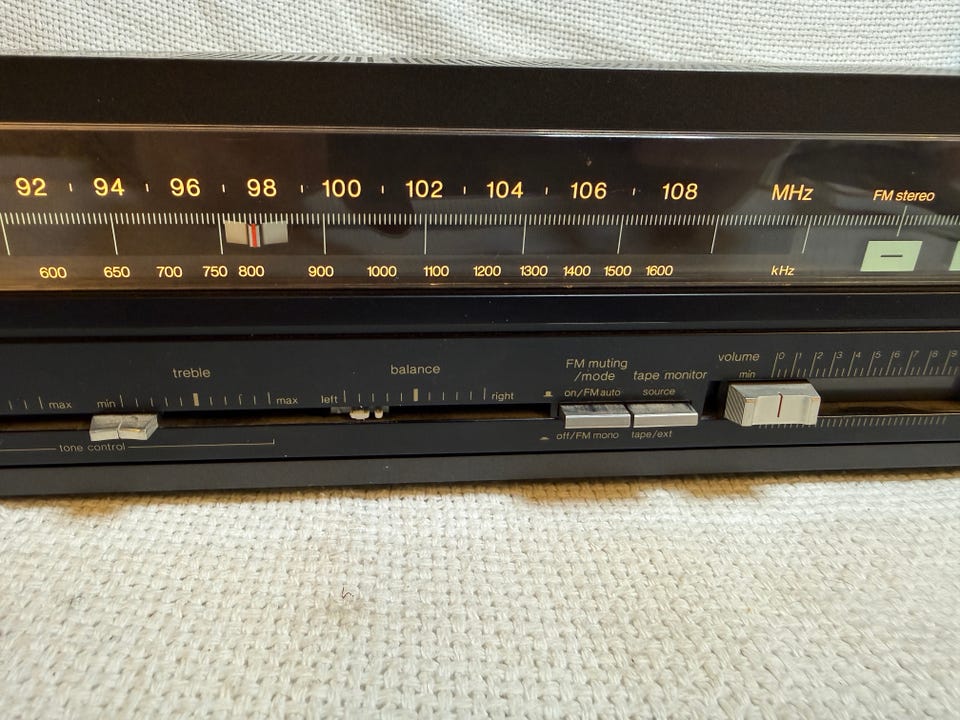 92 94 96 98 100 102 104 106 108 MHz FM stereo
600 650 700 750 800 900 1000 1100 1200 1300 1400 1500 1600 kHz
treble balance FM muting /mode tape monitor volume
max min max left right on/FM auto source min 0 1 2 3 4 5 6 7 8 9
tone control off/FM mono tape/ext